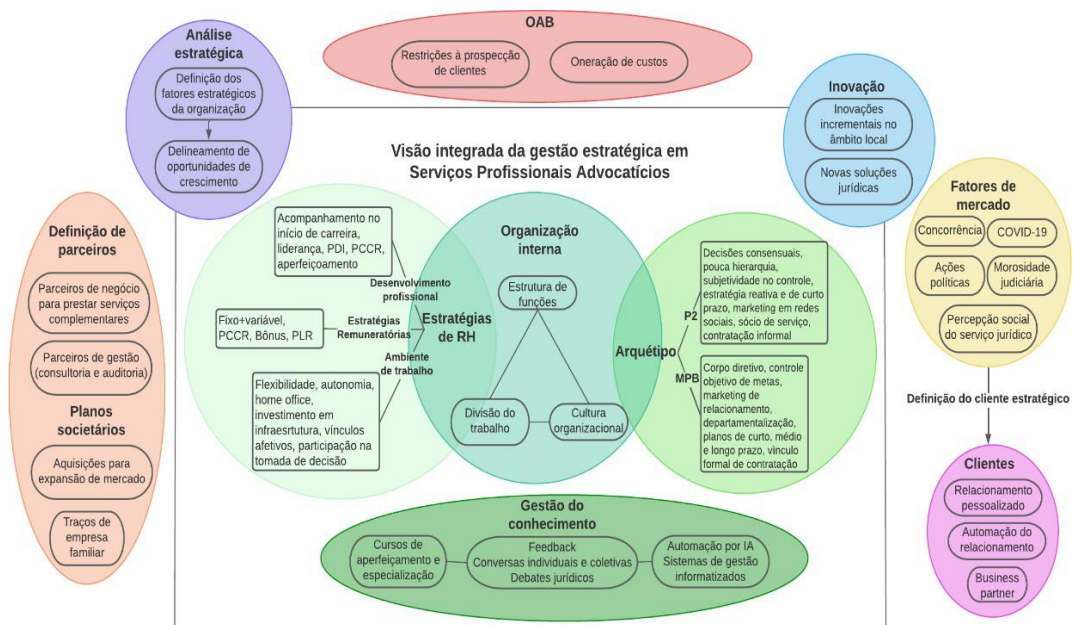 Análise
estratégica
Definição dos
fatores estratégicos
da organização
Delineamento de
oportunidades de
crescimento
OAB
Restrições à prospecção
de clientes
Oneração de custos
Inovação
Inovações
incrementais no
âmbito local
Novas soluções
jurídicas
Visão integrada da gestão estratégica em
Serviços Profissionais Advocatícios
Definição de
parceiros
Parceiros de negócio
para prestar serviços
complementares
Parceiros de gestão
(consultoria e auditoria)
Planos
societários
Aquisições para
expansão de mercado
Traços de
empresa
familiar
Acompanhamento no
início de carreira,
liderança, PDI, PCCR,
aperfeiçoamento
Desenvolvimento
profissional
Fixo+variável,
PCCR, Bônus, PLR
Estratégias
Remuneratórias
Estratégias
de RH
Ambiente
de trabalho
Flexibilidade, autonomia,
home office,
investimento em
infraesrtutura, vínculos
afetivos, participação na
tomada de decisão
Organização
interna
Estrutura de
funções
Divisão do
trabalho
Cultura
organizacional
Arquétipo
P2
Decisões consensuais,
pouca hierarquia,
subjetividade no controle,
estratégia reativa e de curto
prazo, marketing em redes
sociais, sócio de serviço,
contratação informal
MPB
Corpo diretivo, controle
objetivo de metas,
marketing de
relacionamento,
departamentalização,
planos de curto, médio
e longo prazo, vìnculo
formal de contratação
Gestão do
conhecimento
Cursos de
aperfeiçamento e
especialização
Feedback
Conversas individuais e coletivas
Debates jurídicos
Automação por IA
Sistemas de gestão
informatizados
Fatores de
mercado
Concorrência
COVID-19
Ações
políticas
Morosidade
judiciária
Percepção social
do serviço jurídico
Definição do cliente estratégico
Clientes
Relacionamento
pessoalizado
Automação do
relacionamento
Business
partner